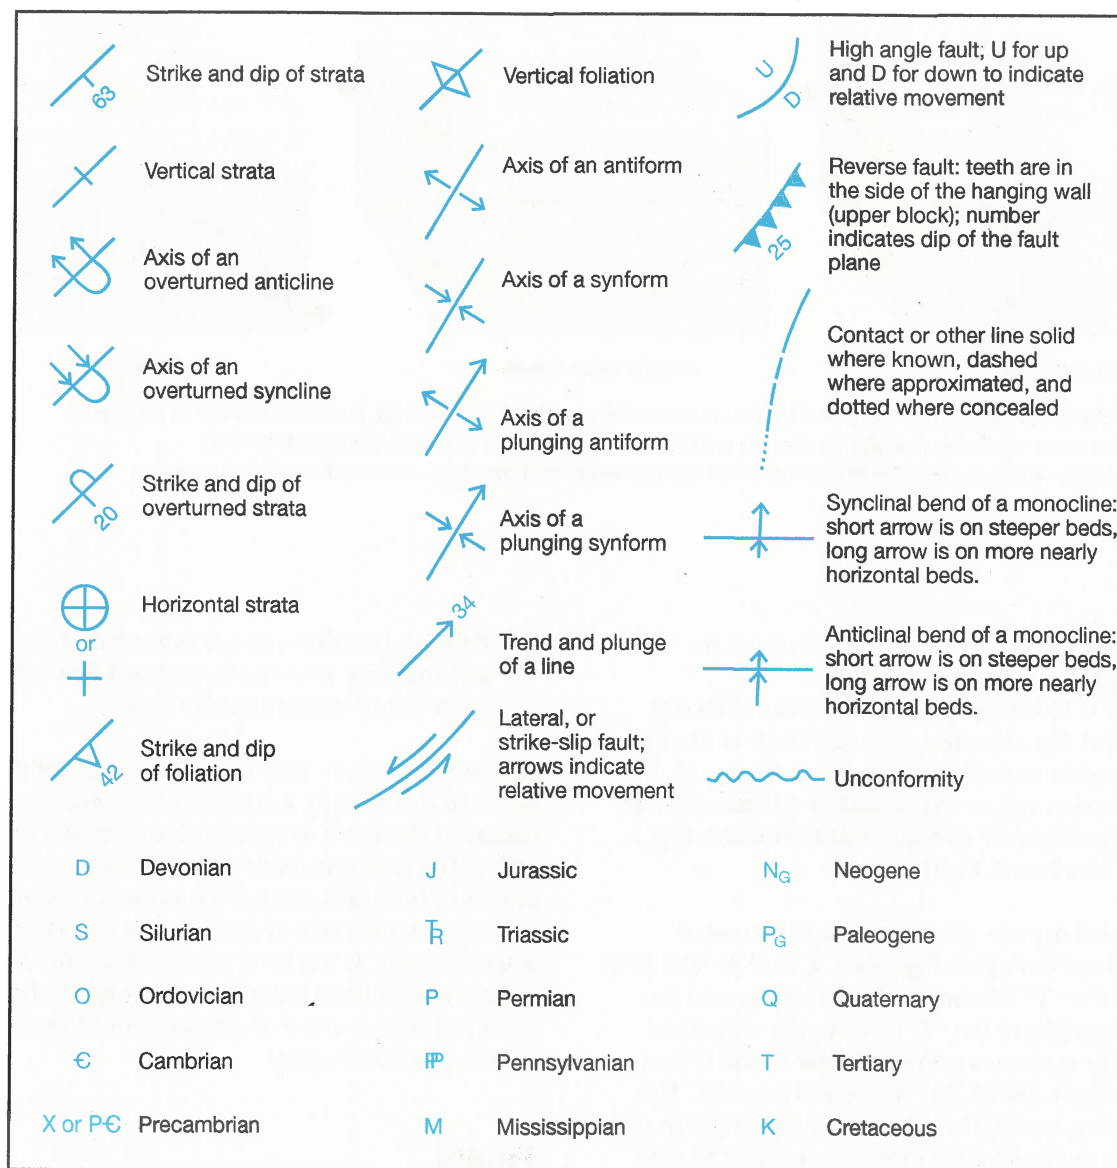 63
Strike and dip of strata
Vertical strata
Axis of an
overturned anticline
Axis of an
overturned syncline
20
Strike and dip of
overturned strata
Horizontal strata
or
42
Strike and dip
of foliation
Vertical foliation
Axis of an antiform
Axis of a synform
Axis of a
plunging antiform
Axis of a
plunging synform
34
Trend and plunge
of a line
Lateral, or
strike-slip fault;
arrows indicate
relative movement
U
D
High angle fault; U for up
and D for down to indicate
relative movement
25
Reverse fault: teeth are in
the side of the hanging wall
(upper block); number
indicates dip of the fault
plane
Contact or other line solid
where known, dashed
where approximated, and
dotted where concealed
Synclinal bend of a monocline:
short arrow is on steeper beds,
long arrow is on more nearly
horizontal beds.
Anticlinal bend of a monocline:
short arrow is on steeper beds,
long arrow is on more nearly
horizontal beds.
Unconformity
D Devonian
S Silurian
O Ordovician
Є Cambrian
X or PЄ Precambrian
J Jurassic
TR Triassic
P Permian
IP Pennsylvanian
M Mississippian
NG Neogene
PG Paleogene
Q Quaternary
T Tertiary
K Cretaceous